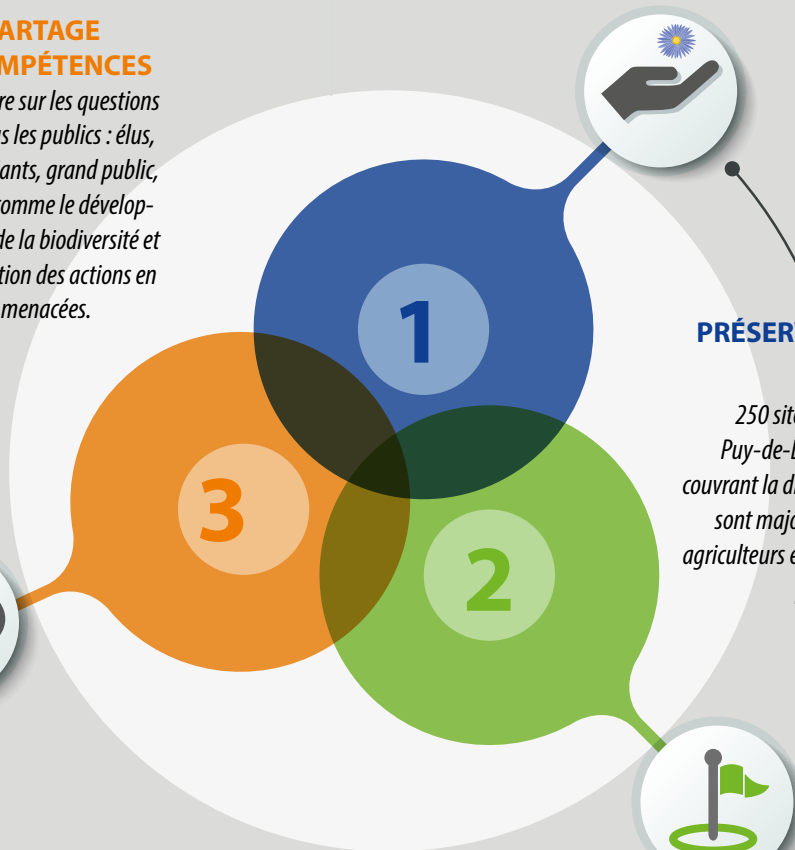 ARTAGE
MPÉTENCES
re sur les questions
s les publics : élus,
ants, grand public,
omme le dévelop-
de la biodiversité et
tion des actions en
menacées.
1
PRÉSER
250 sit
Puy-de-
couvrant la d
sont majo
agriculteurs e
3
2